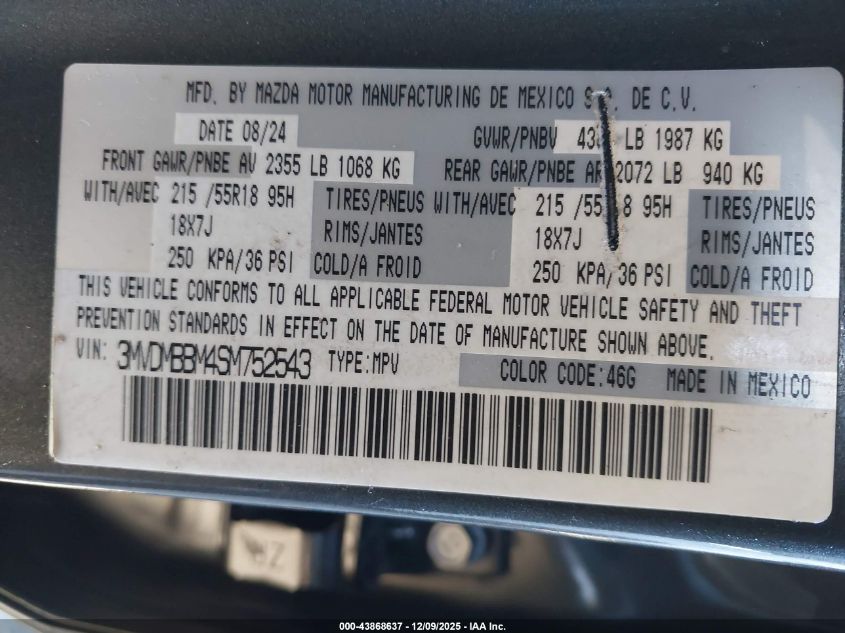 MFD. BY MAZDA MOTOR MANUFACTURING DE MEXICO S. DE C.V.
DATE 08/24 GVWR/PNBV LB 1987 KG
FRONT GAWR/PNBE AV 2355 LB 1068 KG REAR GAWR/PNBE 2072 LB 940 KG
WITH/AVEC 215 /55R18 95H TIRES/PNEUS WITH/AVEC 215 95H TIRES/PNEUS
18X7J RIMS/JANTES 18X7J RIMS/JANTES
250 KPA/36 PSI COLD/A FROID 250 KPA/36 PSI COLD/A FROID
THIS VEHICLE CONFORMS TO ALL APPLICABLE FEDERAL MOTOR VEHICLE SAFETY AND THEFT
PREVENTION STANDARDS IN EFFECT ON THE DATE OF MANUFACTURE SHOWN ABOVE.
VIN: 3MVDMBBM4SM752543 TYPE:MPV COLOR CODE:46G MADE IN MEXICO
000-43868637 - 12/09/2025 - IAA Inc.